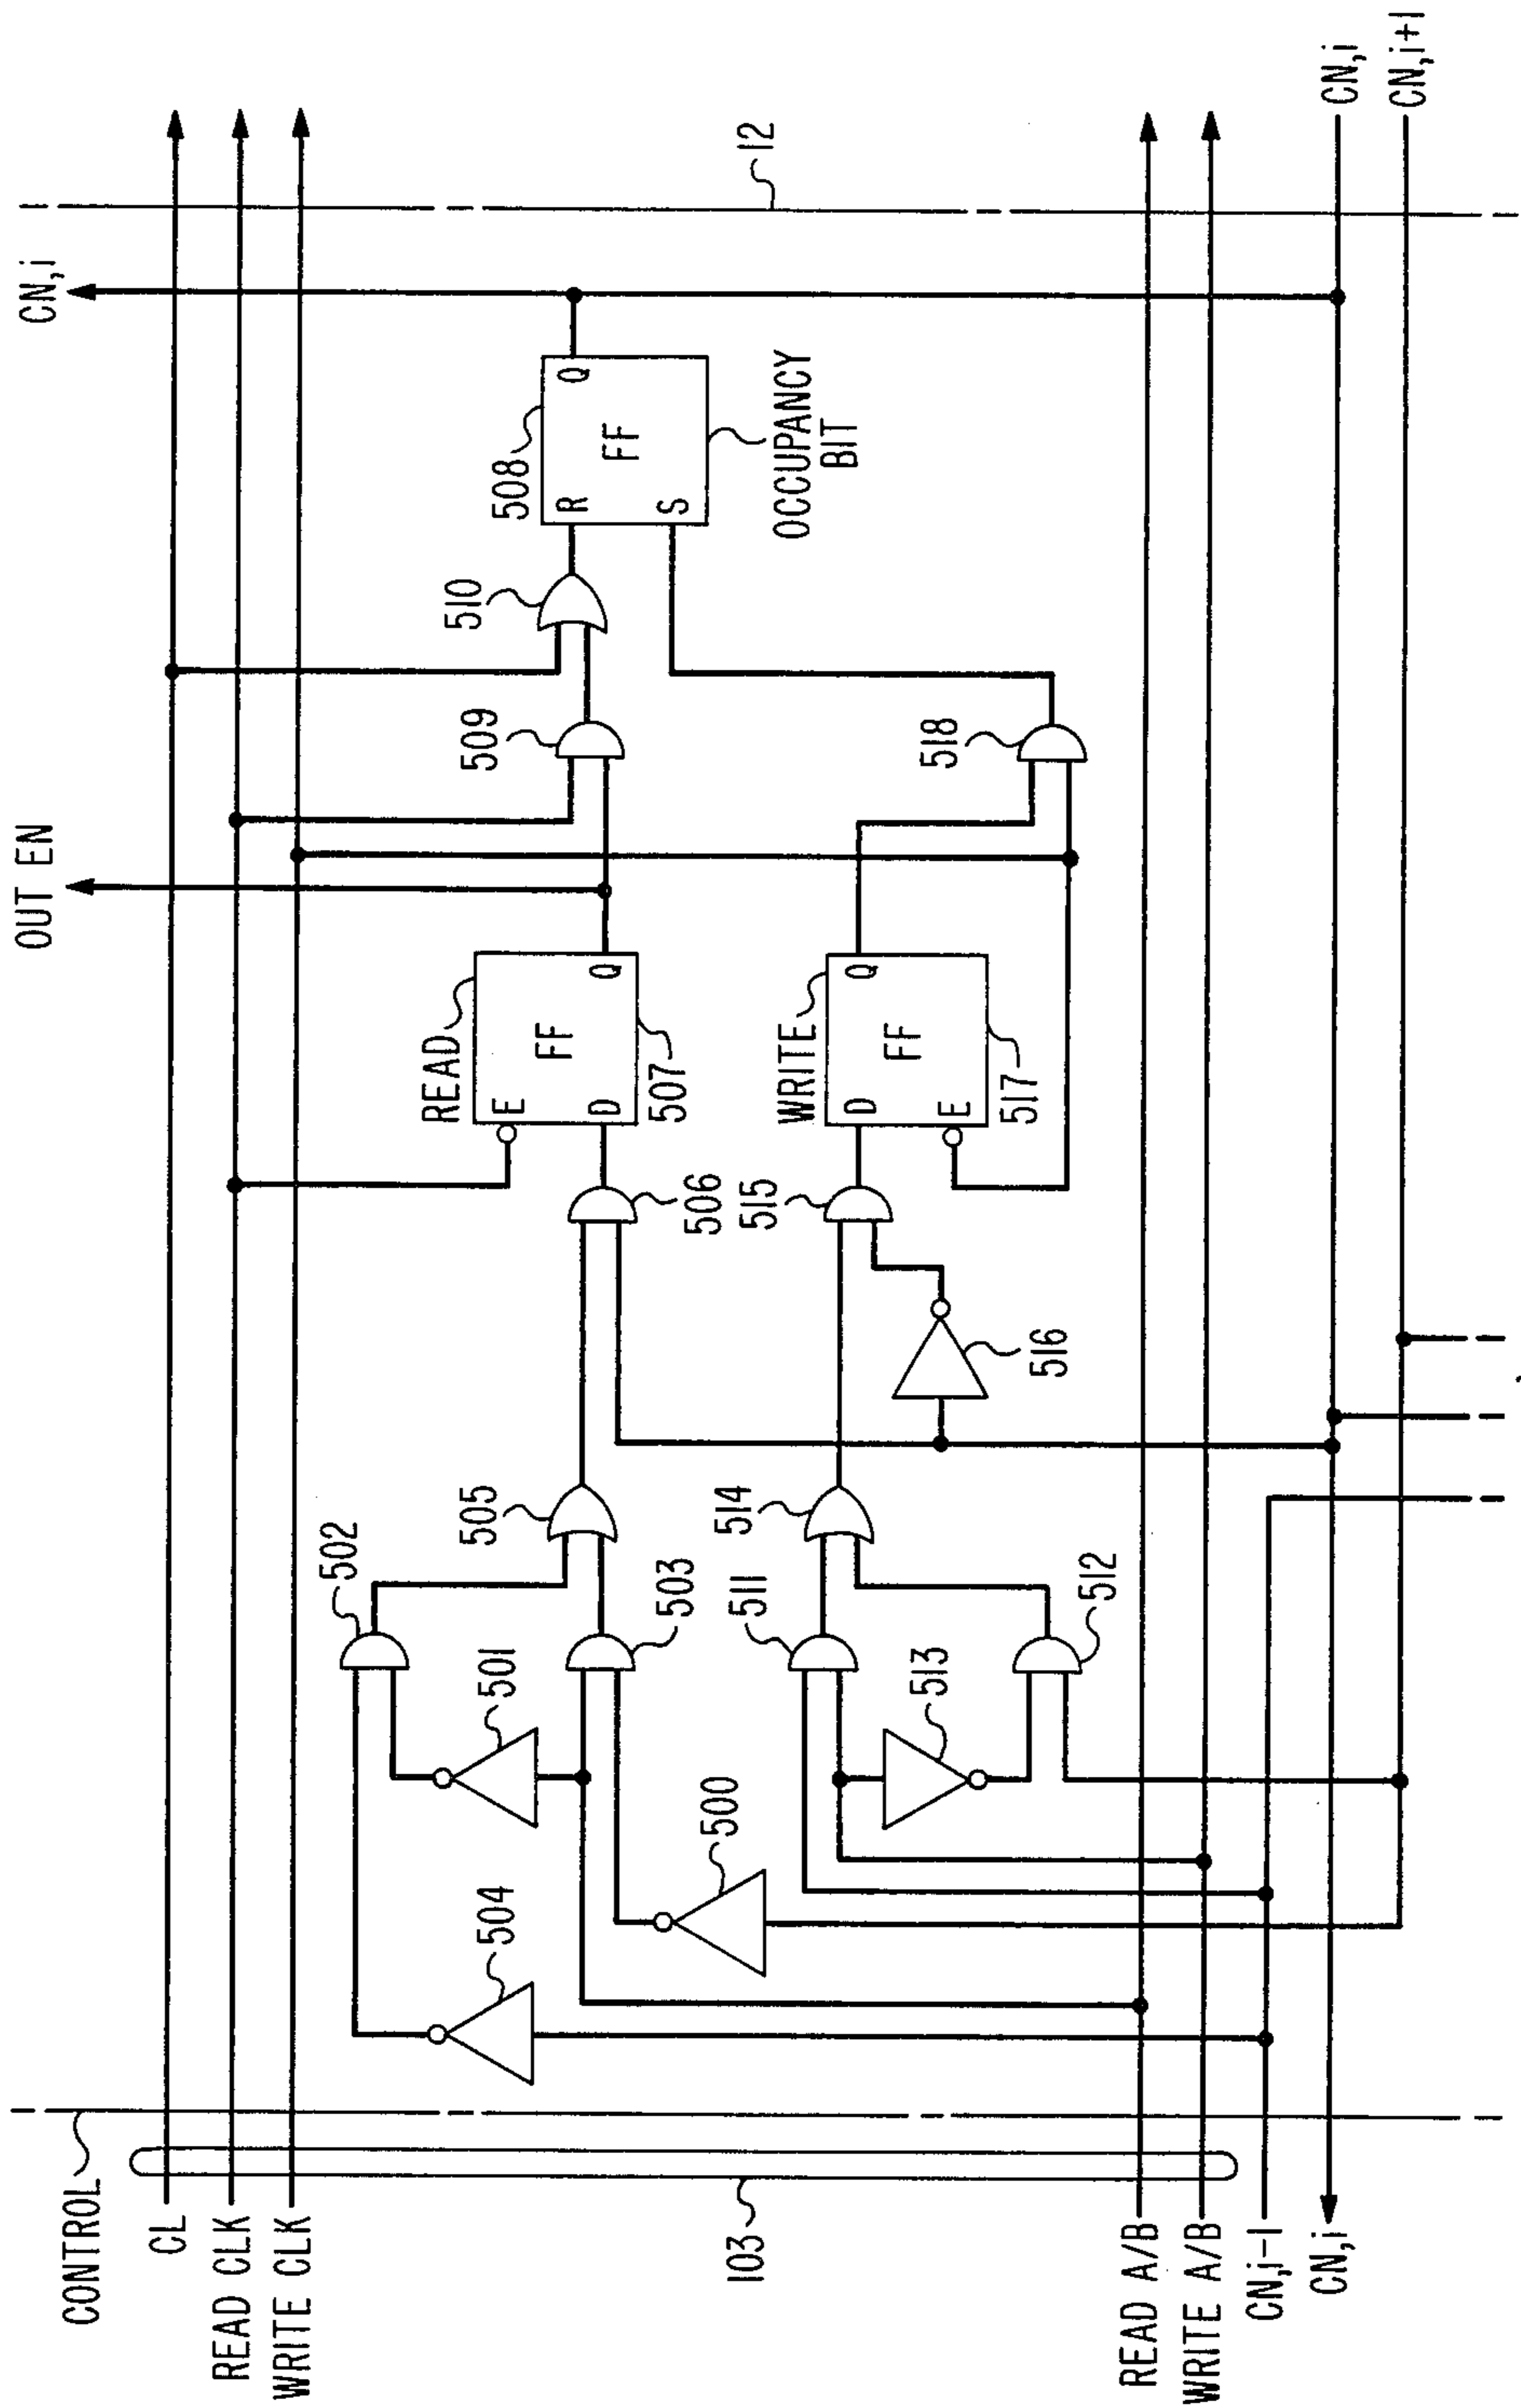 CONTROL
CL
READ CLK
WRITE CLK
103
READ A/B
WRITE A/B
CN,i-1
CN,i
504
500
501
502
503
505
511
513
512
514
516
506
515
READ
E
D
FF
Q
507
WRITE
D
E
FF
Q
517
OUT EN
509
518
510
508
R
S
FF
Q
OCCUPANCY
BIT
CN,i
12
CN,i
CN,i+1